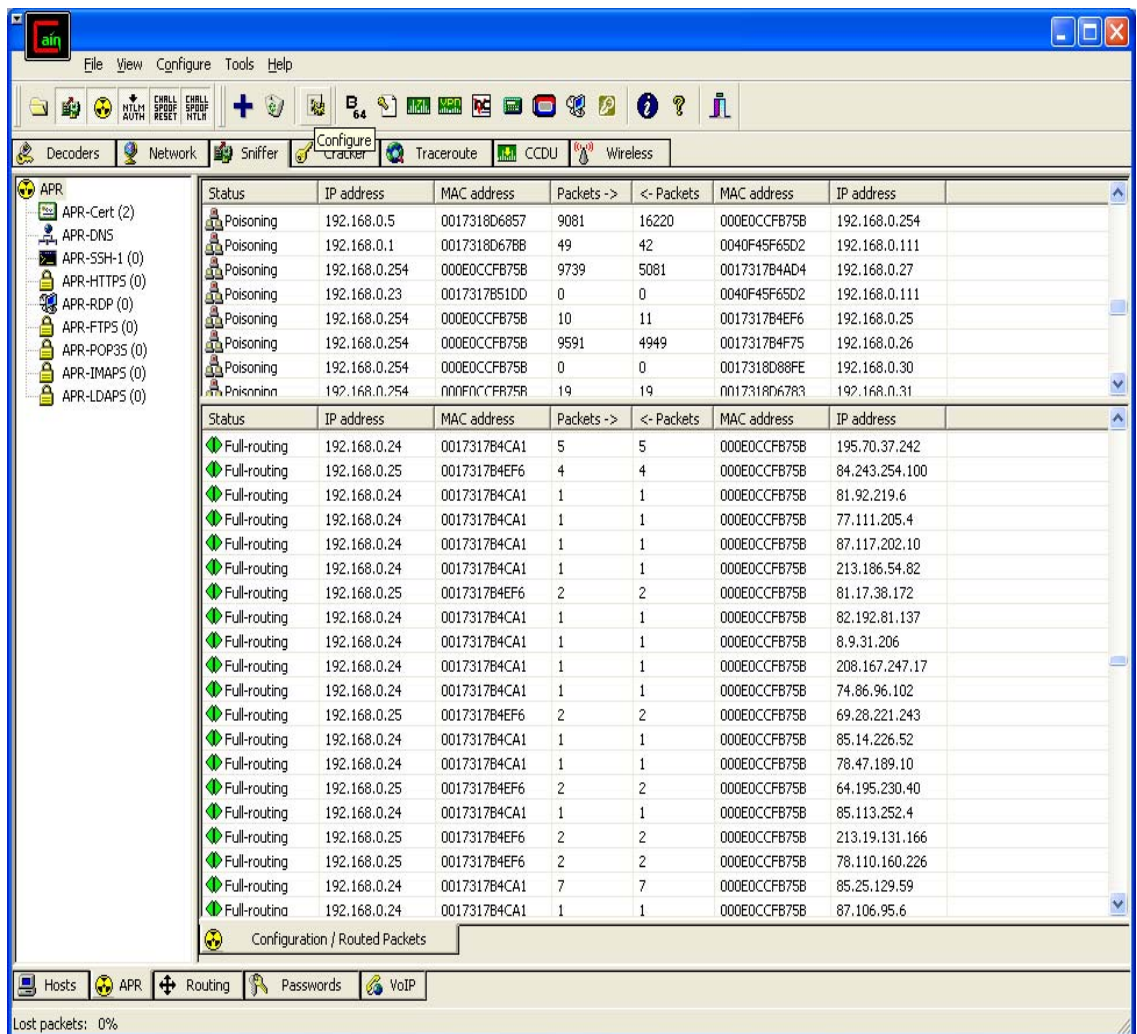 Cain
File View Configure Tools Help
NTLM AUTH CHALL SPOOF RESET CHALL SPOOF NTLM B64 VPN
Configure
Decoders Network Sniffer Cracker Traceroute CCDU Wireless
APR
APR-Cert (2)
APR-DNS
APR-SSH-1 (0)
APR-HTTPS (0)
APR-RDP (0)
APR-FTPS (0)
APR-POP3S (0)
APR-IMAPS (0)
APR-LDAPS (0)
Status IP address MAC address Packets -> <- Packets MAC address IP address
Poisoning 192.168.0.5 0017318D6857 9081 16220 000E0CCFB75B 192.168.0.254
Poisoning 192.168.0.1 0017318D67BB 49 42 0040F45F65D2 192.168.0.111
Poisoning 192.168.0.254 000E0CCFB75B 9739 5081 0017317B4AD4 192.168.0.27
Poisoning 192.168.0.23 0017317B51DD 0 0 0040F45F65D2 192.168.0.111
Poisoning 192.168.0.254 000E0CCFB75B 10 11 0017317B4EF6 192.168.0.25
Poisoning 192.168.0.254 000E0CCFB75B 9591 4949 0017317B4F75 192.168.0.26
Poisoning 192.168.0.254 000E0CCFB75B 0 0 0017318D88FE 192.168.0.30
Poisoning 192.168.0.254 000E0CCFB75B 19 19 0017318D6783 192.168.0.31
Status IP address MAC address Packets -> <- Packets MAC address IP address
Full-routing 192.168.0.24 0017317B4CA1 5 5 000E0CCFB75B 195.70.37.242
Full-routing 192.168.0.25 0017317B4EF6 4 4 000E0CCFB75B 84.243.254.100
Full-routing 192.168.0.24 0017317B4CA1 1 1 000E0CCFB75B 81.92.219.6
Full-routing 192.168.0.24 0017317B4CA1 1 1 000E0CCFB75B 77.111.205.4
Full-routing 192.168.0.24 0017317B4CA1 1 1 000E0CCFB75B 87.117.202.10
Full-routing 192.168.0.24 0017317B4CA1 1 1 000E0CCFB75B 213.186.54.82
Full-routing 192.168.0.25 0017317B4EF6 2 2 000E0CCFB75B 81.17.38.172
Full-routing 192.168.0.24 0017317B4CA1 1 1 000E0CCFB75B 82.192.81.137
Full-routing 192.168.0.24 0017317B4CA1 1 1 000E0CCFB75B 8.9.31.206
Full-routing 192.168.0.24 0017317B4CA1 1 1 000E0CCFB75B 208.167.247.17
Full-routing 192.168.0.24 0017317B4CA1 1 1 000E0CCFB75B 74.86.96.102
Full-routing 192.168.0.25 0017317B4EF6 2 2 000E0CCFB75B 69.28.221.243
Full-routing 192.168.0.24 0017317B4CA1 1 1 000E0CCFB75B 85.14.226.52
Full-routing 192.168.0.24 0017317B4CA1 1 1 000E0CCFB75B 78.47.189.10
Full-routing 192.168.0.25 0017317B4EF6 2 2 000E0CCFB75B 64.195.230.40
Full-routing 192.168.0.24 0017317B4CA1 1 1 000E0CCFB75B 85.113.252.4
Full-routing 192.168.0.25 0017317B4EF6 2 2 000E0CCFB75B 213.19.131.166
Full-routing 192.168.0.25 0017317B4EF6 2 2 000E0CCFB75B 78.110.160.226
Full-routing 192.168.0.24 0017317B4CA1 7 7 000E0CCFB75B 85.25.129.59
Full-routing 192.168.0.24 0017317B4CA1 1 1 000E0CCFB75B 87.106.95.6
Configuration / Routed Packets
Hosts APR Routing Passwords VoIP
Lost packets: 0%